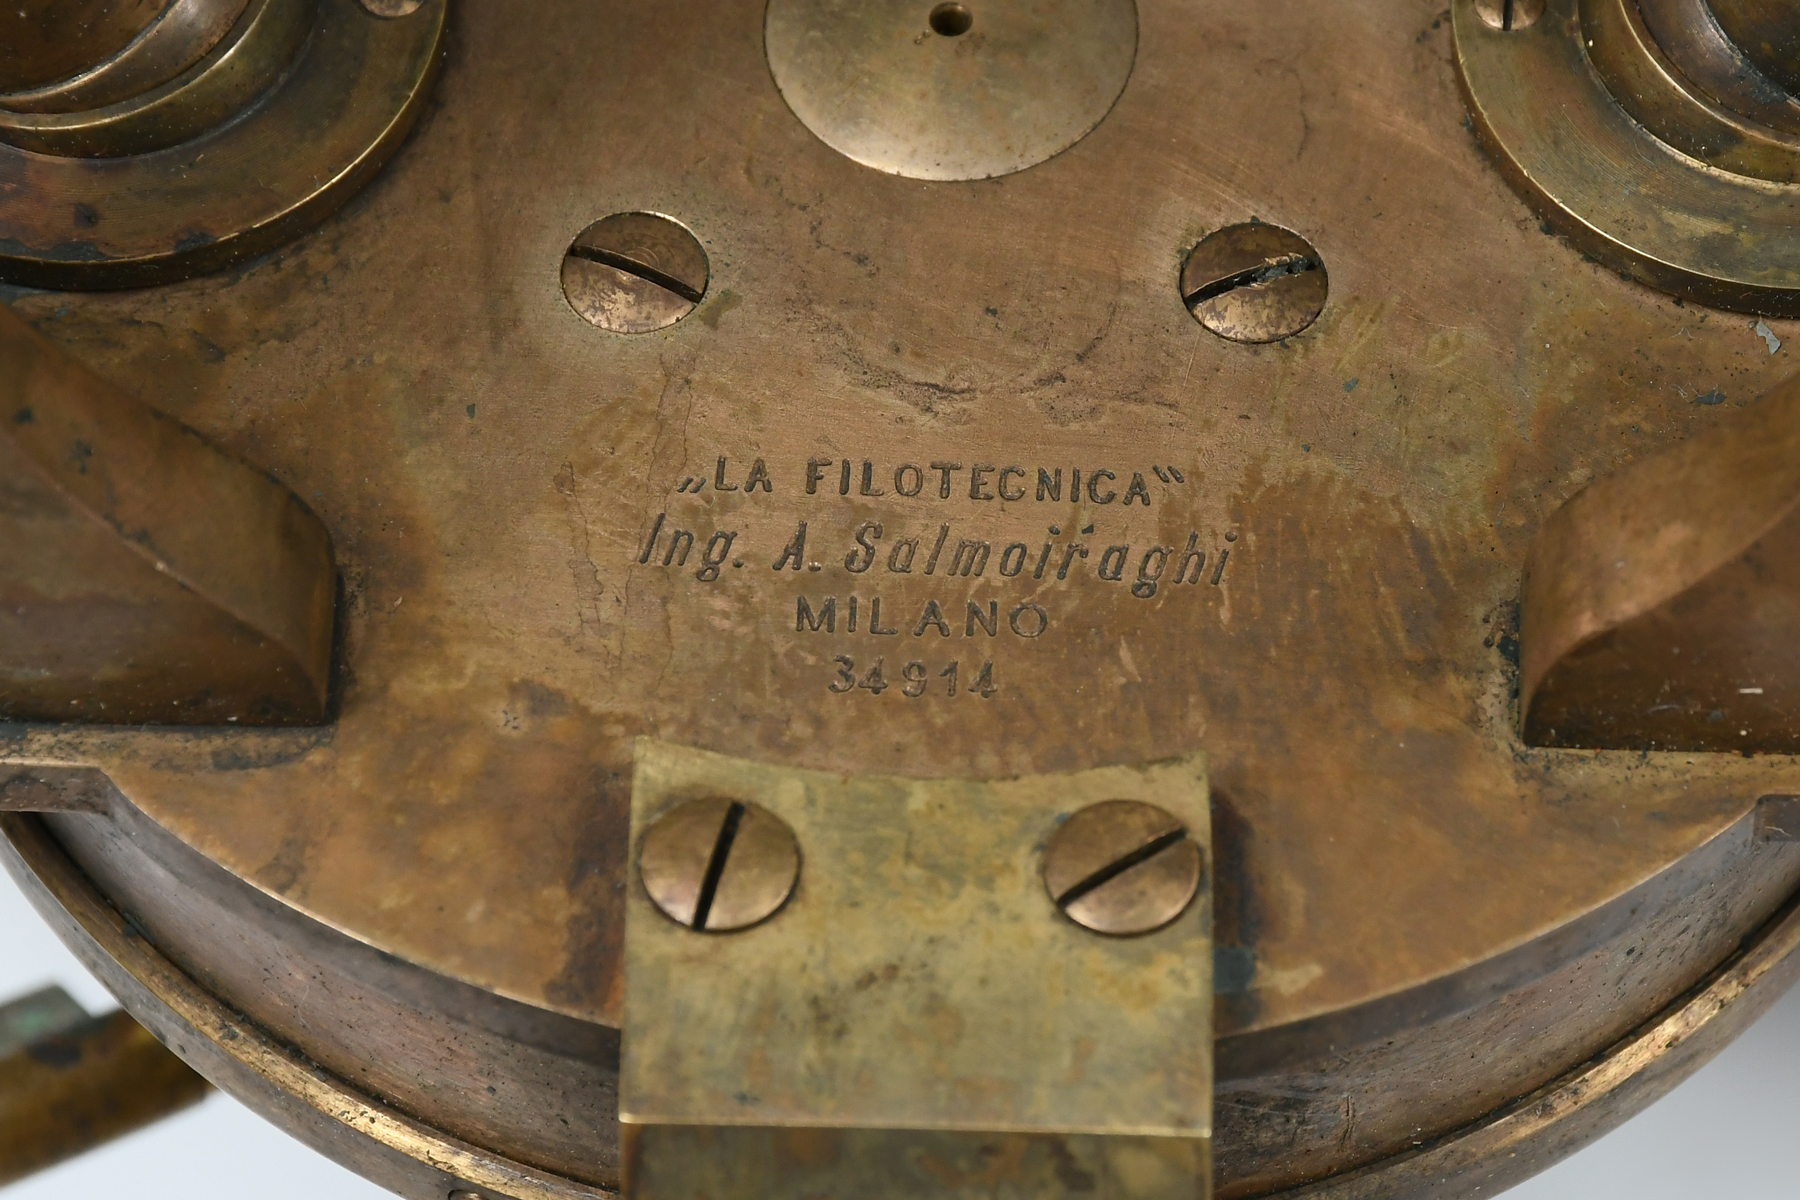 „LA FILOTECNICA“
Ing. A. Salmoiraghi
MILANO
34914